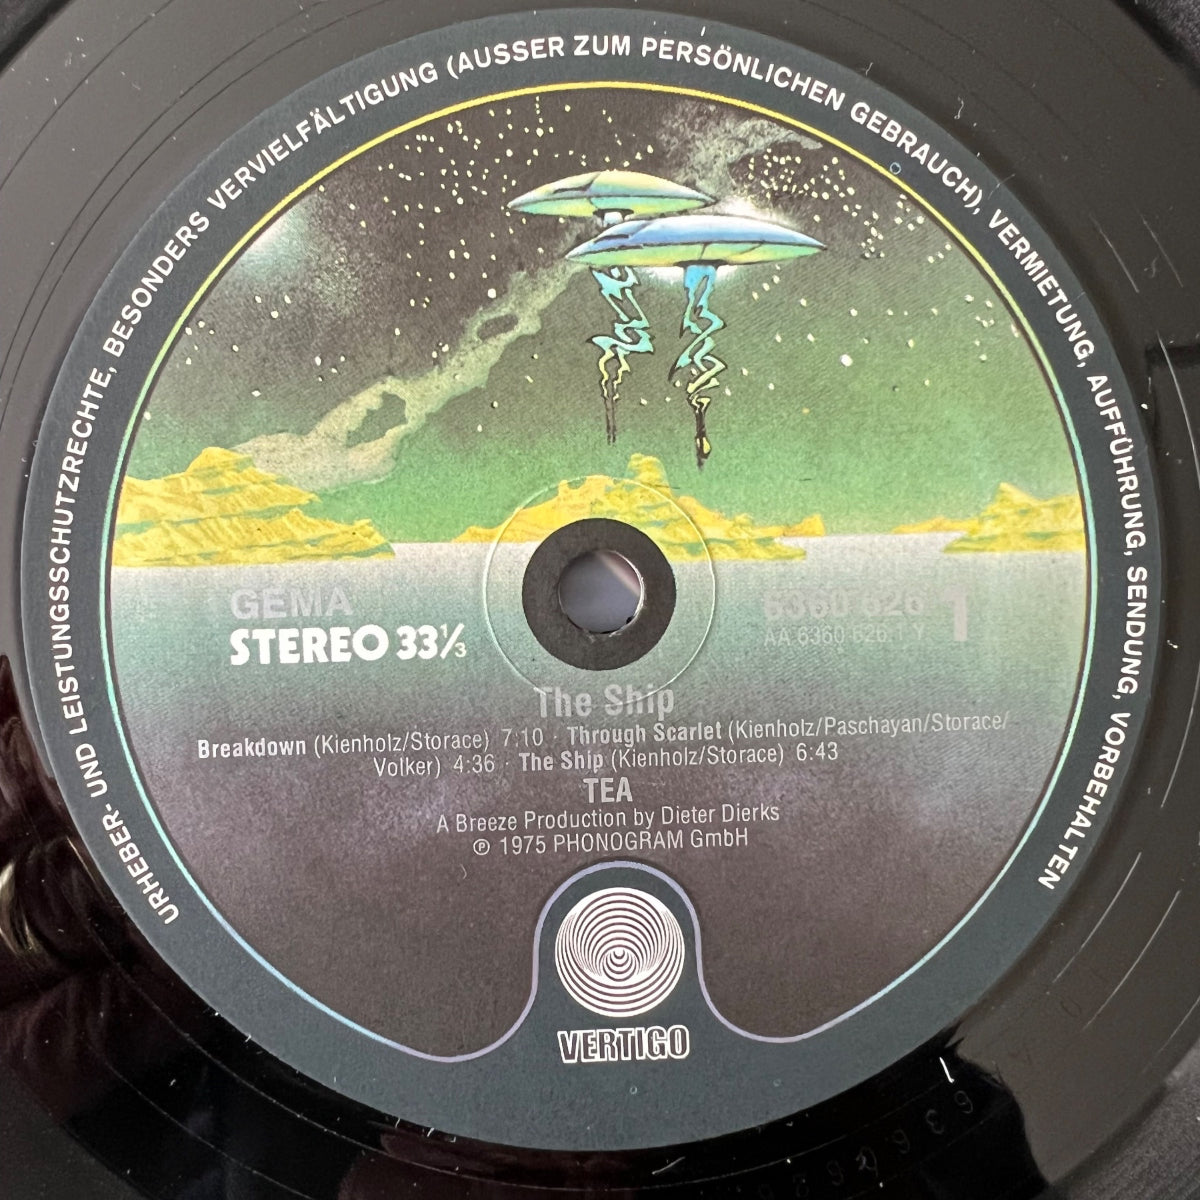 URHEBER- UND LEISTUNGSSCHUTZRECHTE, BESONDERS VERVIELFÄLTIGUNG (AUSSER ZUM PERSÖNLICHEN GEBRAUCH), VERMIETUNG, AUFFÜHRUNG, SENDUNG, VORBEHALTEN
GEMA
STEREO 33⅓
6360 626 1
AA 6360 626.1 Y
The Ship
Breakdown (Kienholz/Storace) 7:10 · Through Scarlet (Kienholz/Paschayan/Storace/
Volker) 4:36 · The Ship (Kienholz/Storace) 6:43
TEA
A Breeze Production by Dieter Dierks
℗ 1975 PHONOGRAM GmbH
VERTIGO